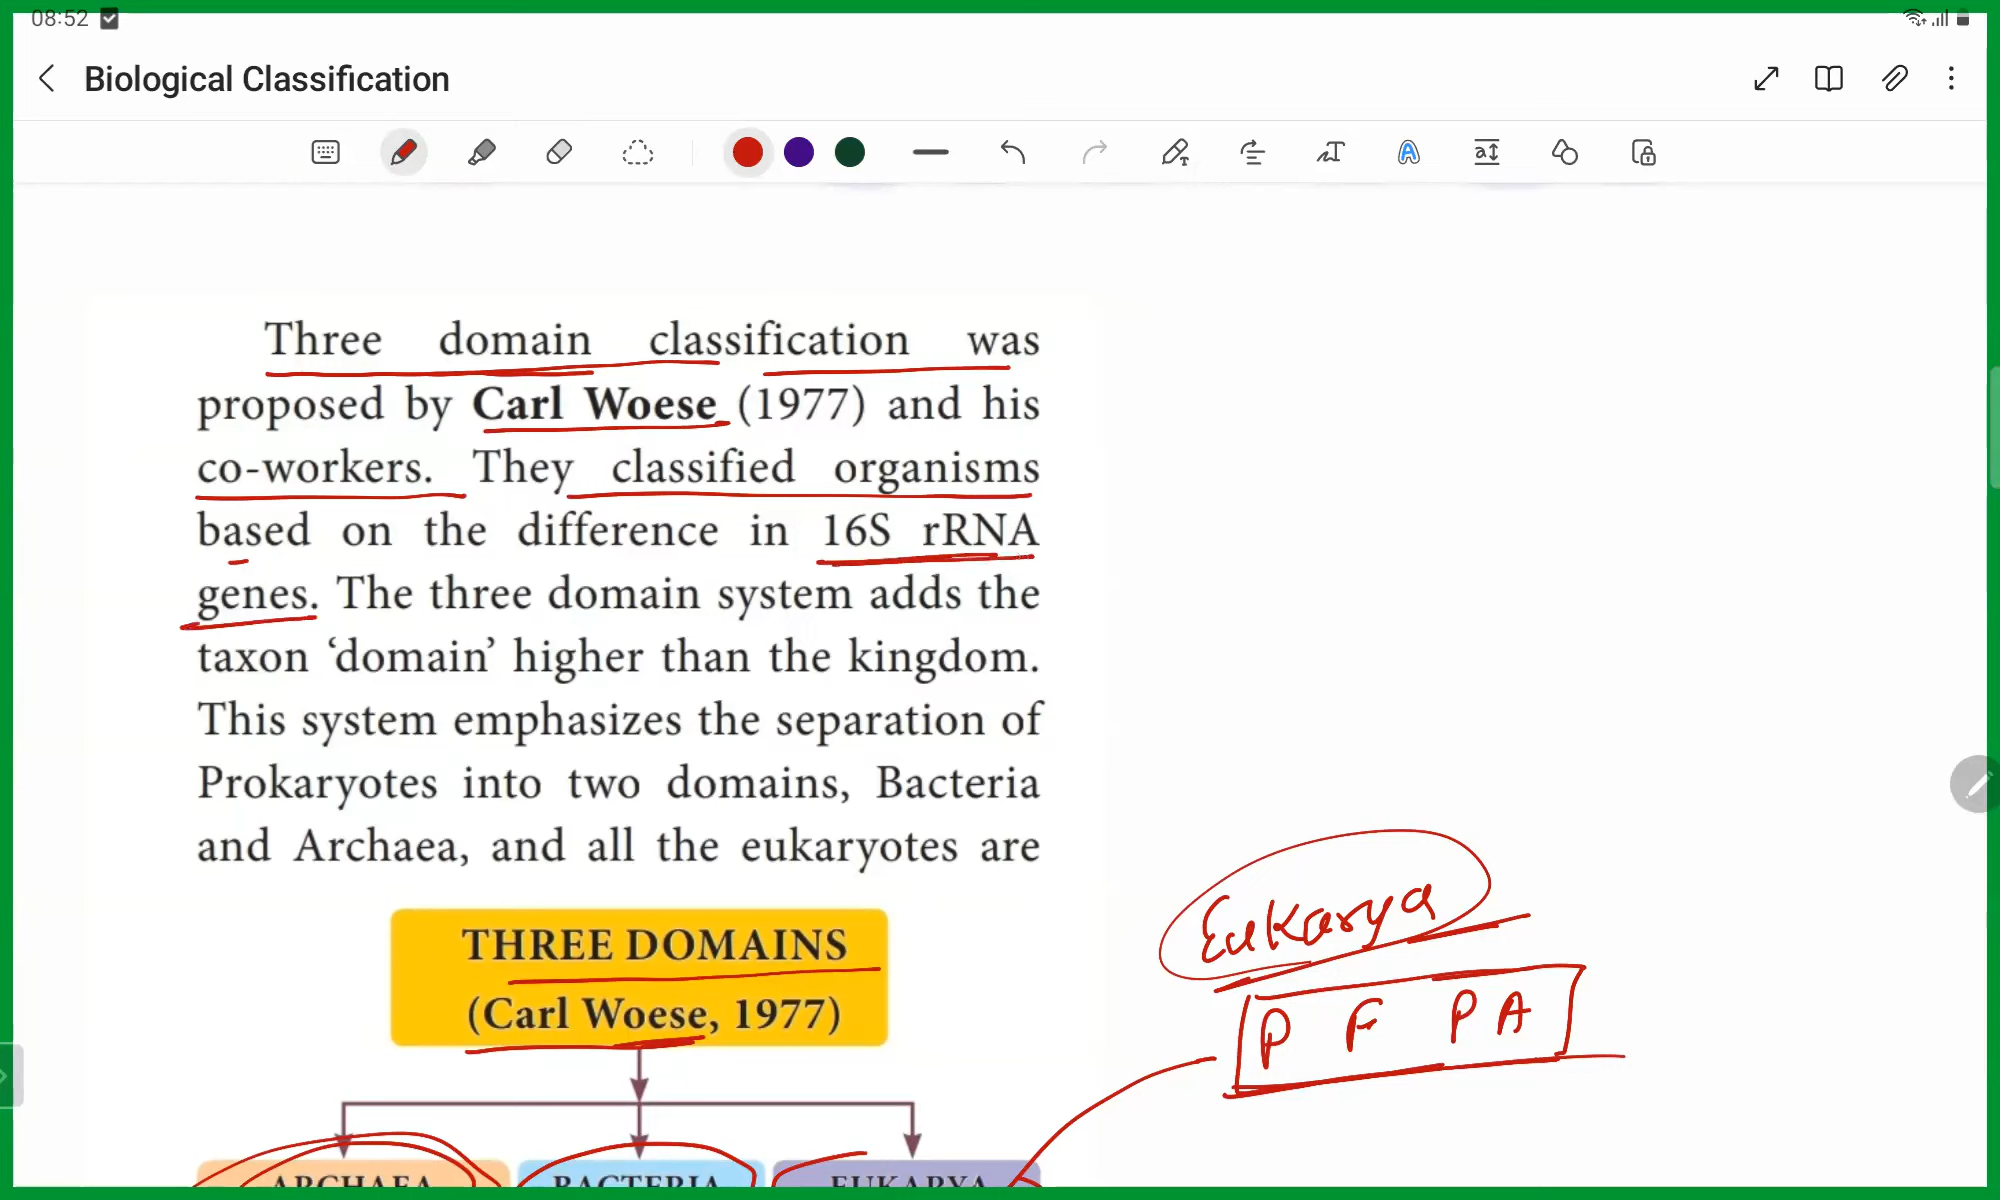 08:52
Biological Classification
Three domain classification was
proposed by Carl Woese (1977) and his
co-workers. They classified organisms
based on the difference in 16S rRNA
genes. The three domain system adds the
taxon ‘domain’ higher than the kingdom.
This system emphasizes the separation of
Prokaryotes into two domains, Bacteria
and Archaea, and all the eukaryotes are
Eukarya
P F P A
THREE DOMAINS
(Carl Woese, 1977)
ARCHAEA BACTERIA EUKARYA